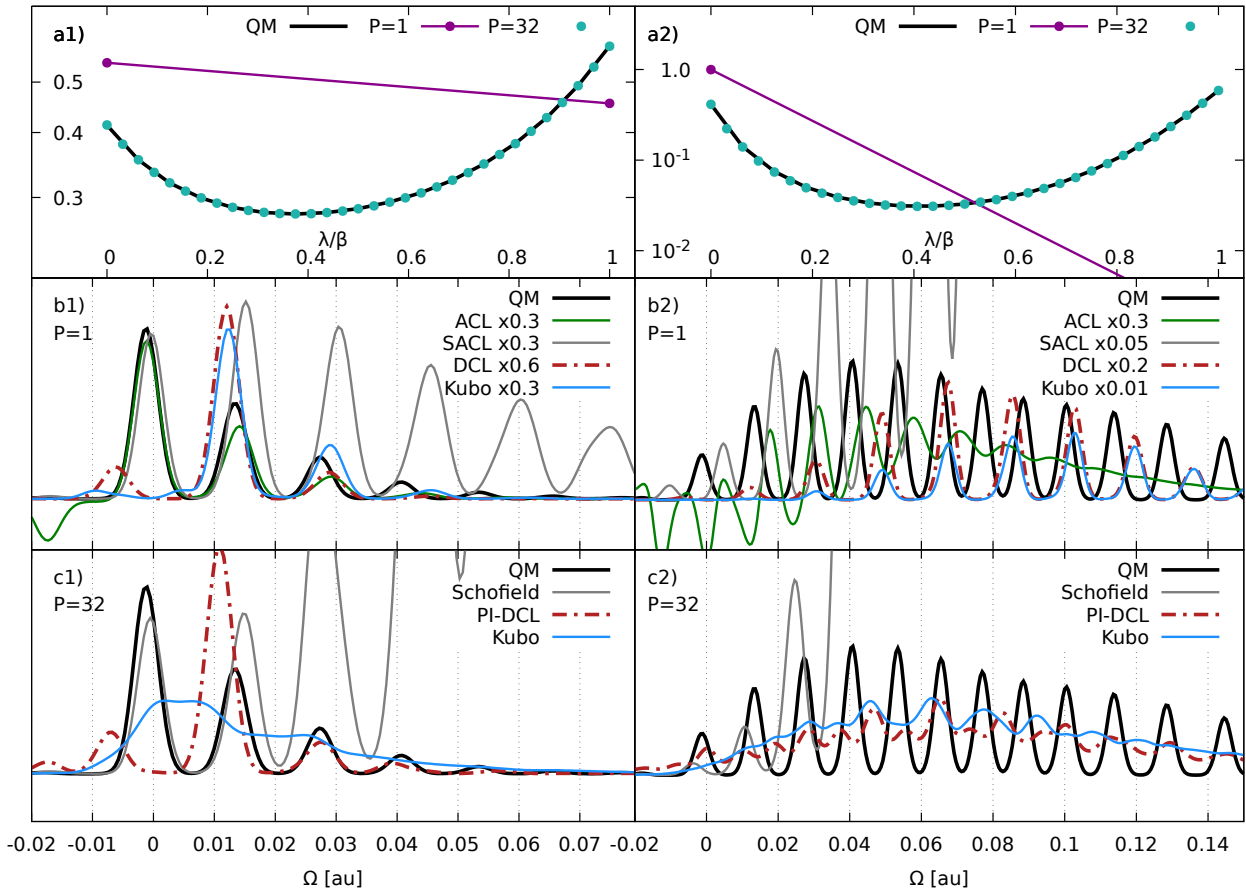 a1) QM P=1 P=32
0.5
0.4
0.3
0 0.2 0.4 0.6 0.8 1
λ/β
a2) QM P=1 P=32
1.0
10⁻¹
10⁻²
0 0.2 0.4 0.6 0.8 1
λ/β
b1)
P=1
QM
ACL x0.3
SACL x0.3
DCL x0.6
Kubo x0.3
b2)
P=1
QM
ACL x0.3
SACL x0.05
DCL x0.2
Kubo x0.01
c1)
P=32
QM
Schofield
PI-DCL
Kubo
c2)
P=32
QM
Schofield
PI-DCL
Kubo
-0.02 -0.01 0 0.01 0.02 0.03 0.04 0.05 0.06 0.07
Ω [au]
-0.02 0 0.02 0.04 0.06 0.08 0.1 0.12 0.14
Ω [au]